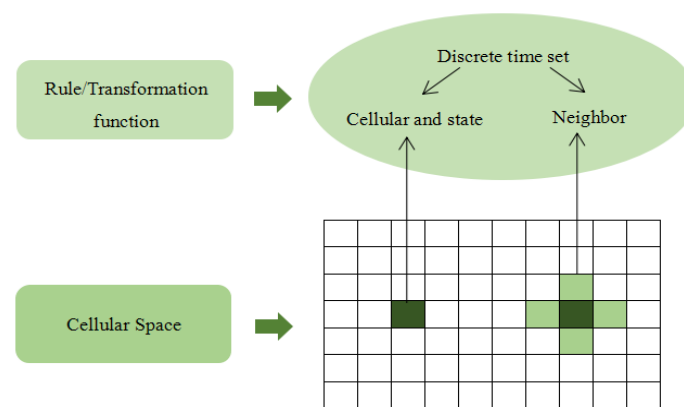 Discrete time set
Rule/Transformation
function
Cellular and state
Neighbor
Cellular Space